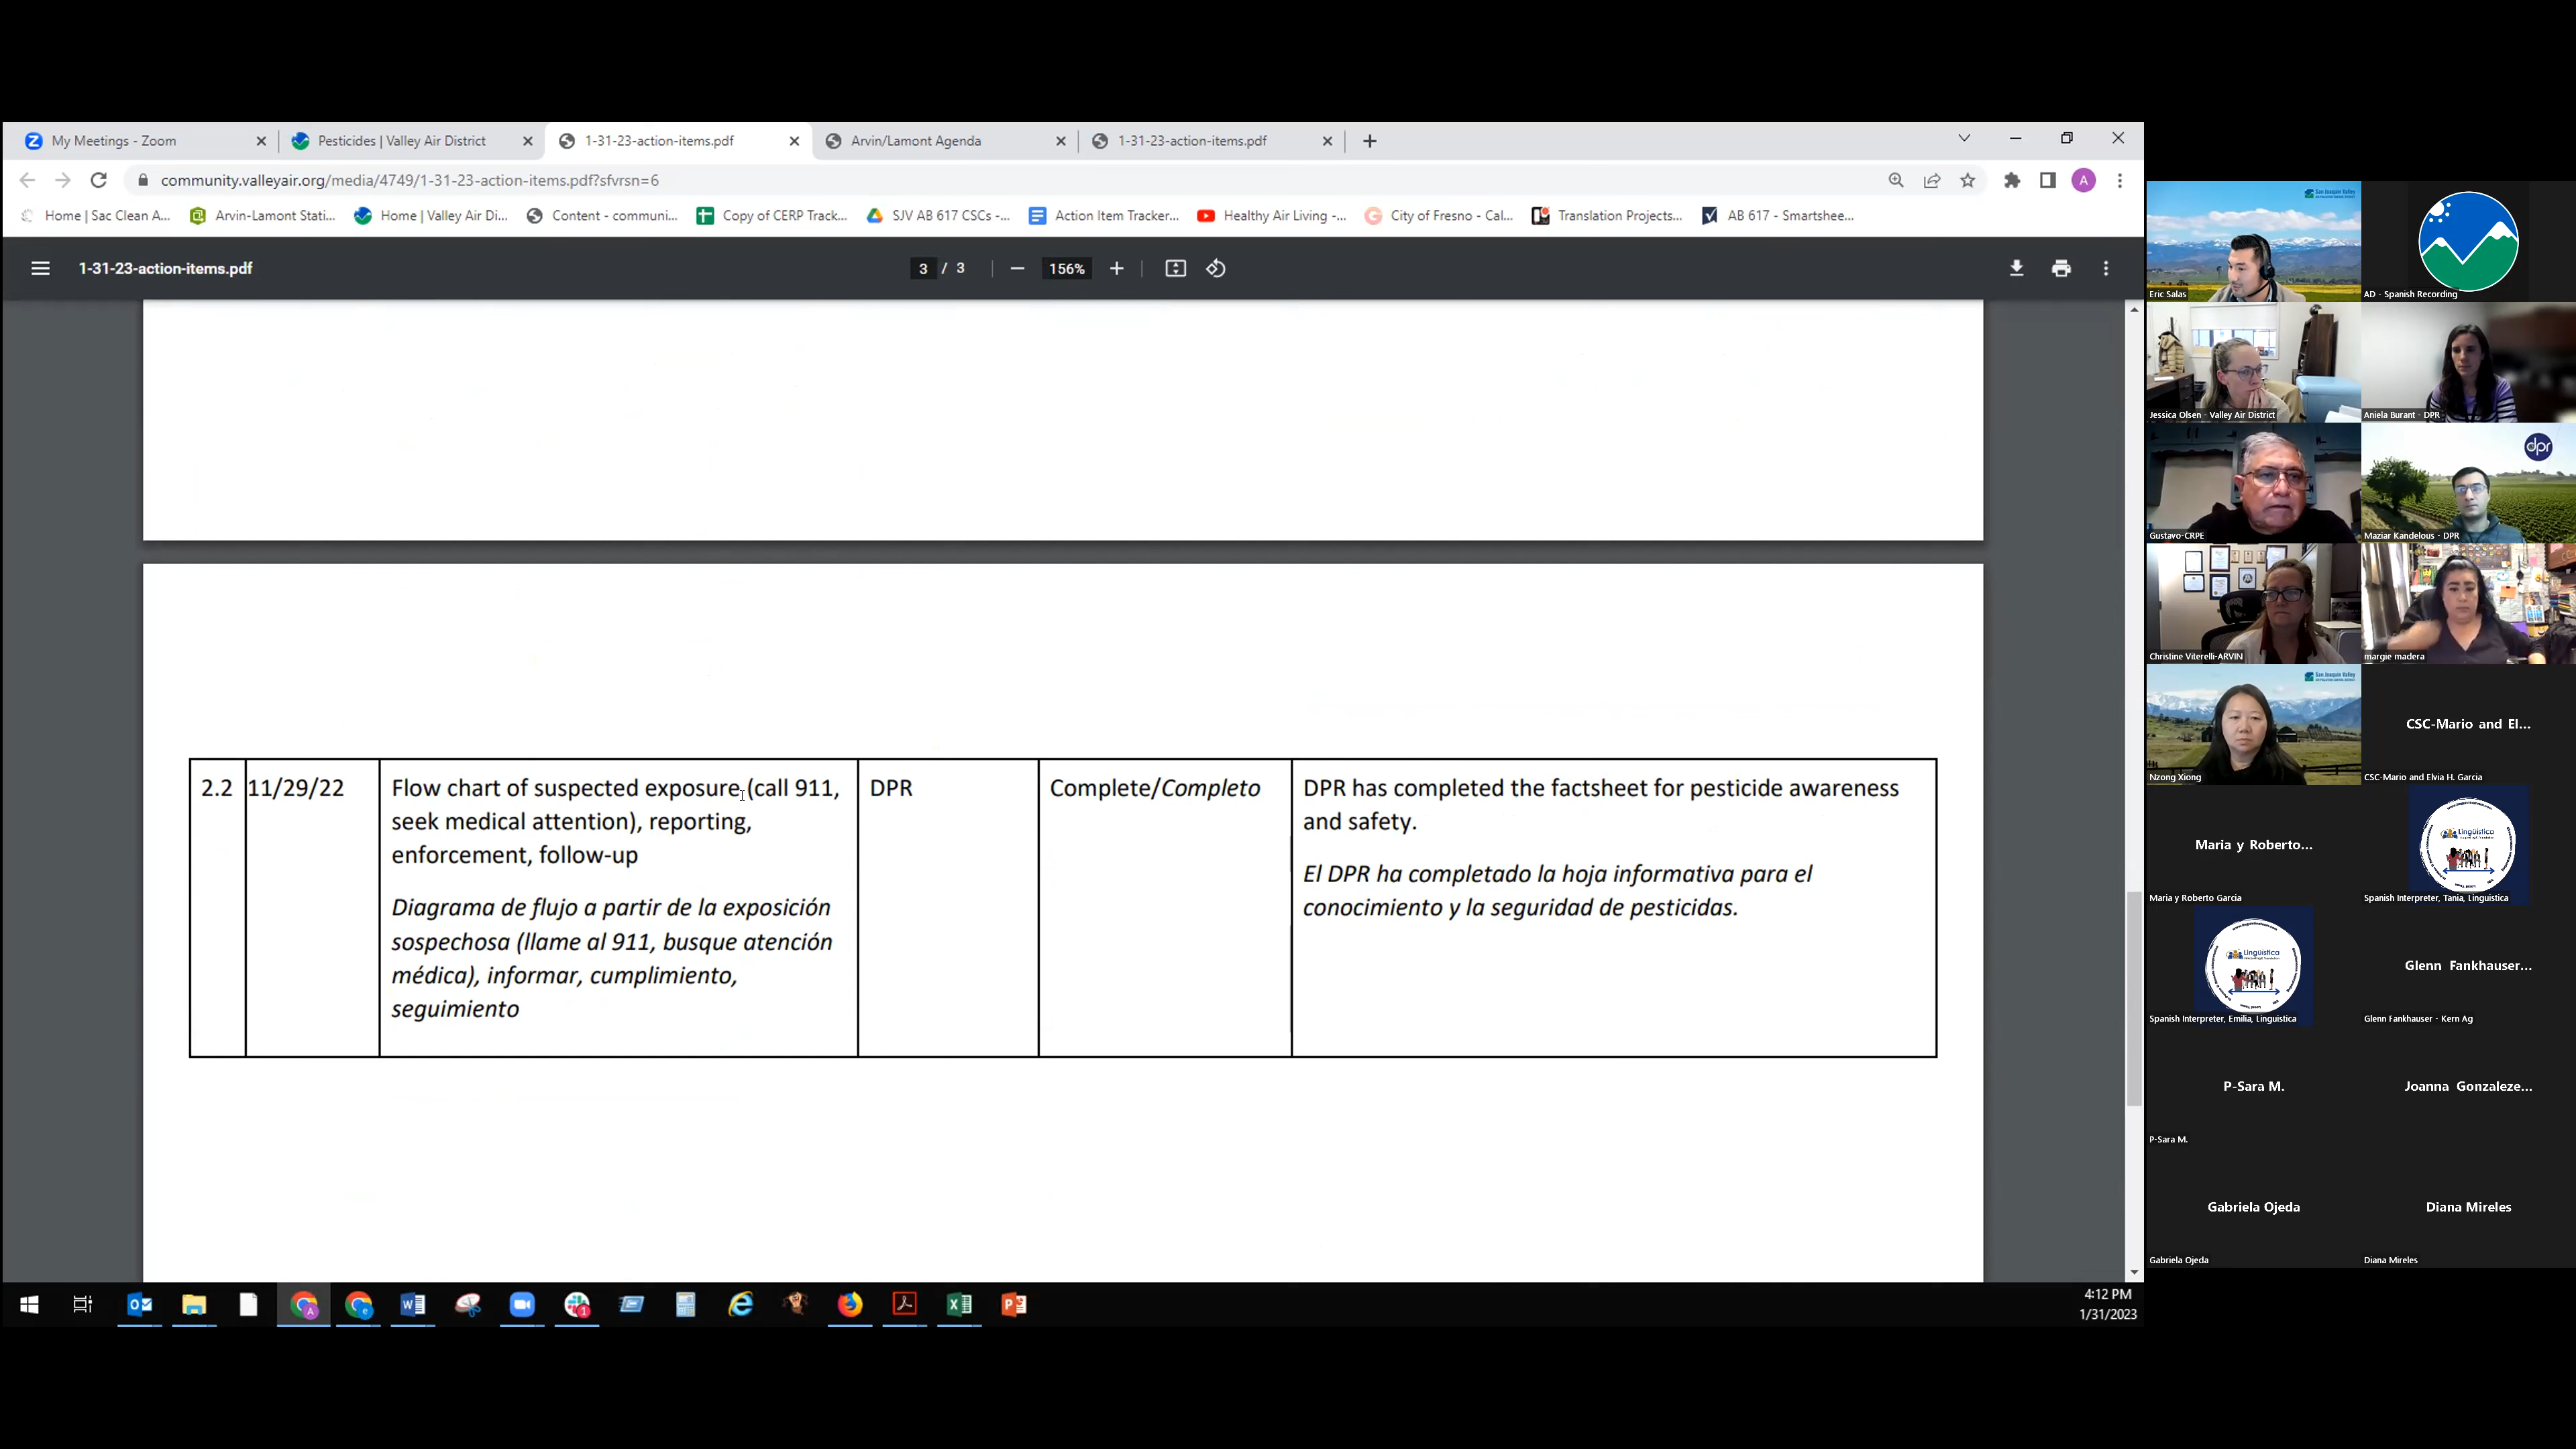 My Meetings - Zoom
Pesticides | Valley Air District
1-31-23-action-items.pdf
Arvin/Lamont Agenda
1-31-23-action-items.pdf
community.valleyair.org/media/4749/1-31-23-action-items.pdf?sfvrsn=6
A
Home | Sac Clean A...
Arvin-Lamont Stati...
Home | Valley Air Di...
Content - communi...
Copy of CERP Track...
SJV AB 617 CSCs -...
Action Item Tracker...
Healthy Air Living -...
City of Fresno - Cal...
Translation Projects...
AB 617 - Smartshee...
1-31-23-action-items.pdf
3 / 3
156%
2.2
11/29/22
Flow chart of suspected exposure (call 911,
seek medical attention), reporting,
enforcement, follow-up
Diagrama de flujo a partir de la exposición
sospechosa (llame al 911, busque atención
médica), informar, cumplimiento,
seguimiento
DPR
Complete/Completo
DPR has completed the factsheet for pesticide awareness
and safety.
El DPR ha completado la hoja informativa para el
conocimiento y la seguridad de pesticidas.
4:12 PM
1/31/2023
San Joaquin Valley
Eric Salas
AD - Spanish Recording
Jessica Olsen - Valley Air District
Aniela Burant - DPR
Gustavo-CRPE
dpr
Maziar Kandelous - DPR
Christine Viterelli-ARVIN
margie madera
San Joaquin Valley
Nzong Xiong
CSC-Mario and El...
CSC-Mario and Elvia H. Garcia
Maria y Roberto...
Maria y Roberto Garcia
Lingüistica
Spanish Interpreter, Tania, Linguistica
Lingüistica
Spanish Interpreter, Emilia, Linguistica
Glenn Fankhauser...
Glenn Fankhauser - Kern Ag
P-Sara M.
P-Sara M.
Joanna Gonzaleze...
Gabriela Ojeda
Gabriela Ojeda
Diana Mireles
Diana Mireles